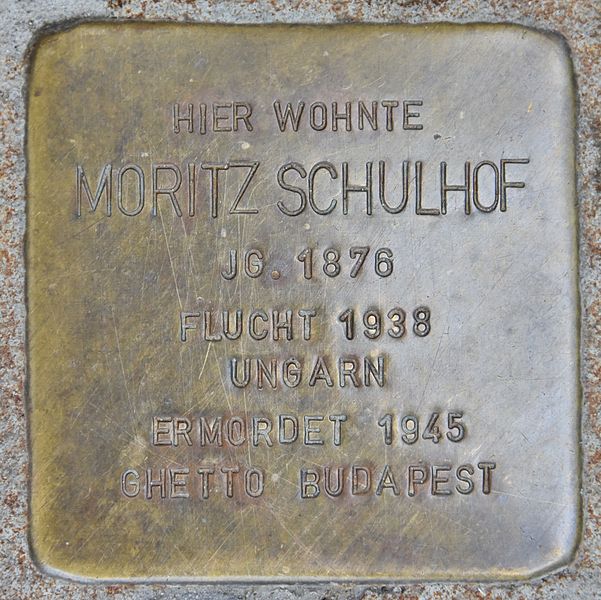 HIER WOHNTE
MORITZ SCHULHOF
JG. 1876
FLUCHT 1938
UNGARN
ERMORDET 1945
GHETTO BUDAPEST